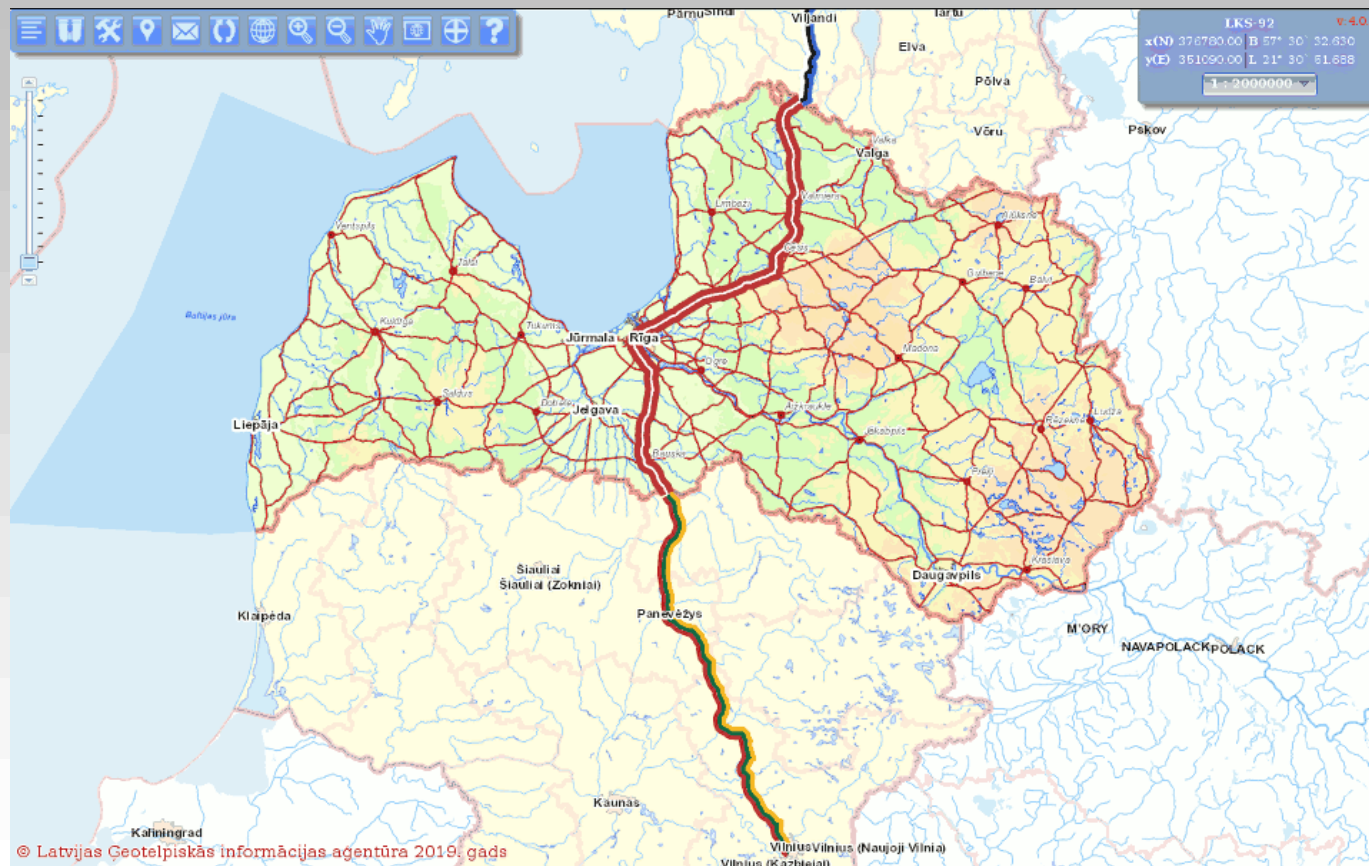 Pärnu
Sindi
Viljandi
Tartu
Elva
Põlva
Võru
Pskov
LKS-92
v: 4.0
x(N) 376780.00 B 57° 30` 32.630
y(E) 351090.00 L 21° 30` 51.688
1 : 2000000
Valka
Valga
Valmiera
Limbaži
Alūksne
Cēsis
Ventspils
Talsi
Gulbene
Balvi
Baltijas jūra
Kuldīga
Tukums
Jūrmala
Rīga
Ogre
Madona
Saldus
Dobele
Jelgava
Aizkraukle
Liepāja
Jēkabpils
Rēzekne
Ludza
Bauska
Preiļi
Krāslava
Daugavpils
Šiauliai
Šiauliai (Zokniai)
Klaipėda
Panevėžys
M'ORY
NAVAPOLACK
POLACK
Kaunas
Kaliningrad
Vilnius
Vilnius (Naujoji Vilnia)
Vilnius (Kazbiejai)
© Latvijas Ģeotelpiskās informācijas aģentūra 2019. gads